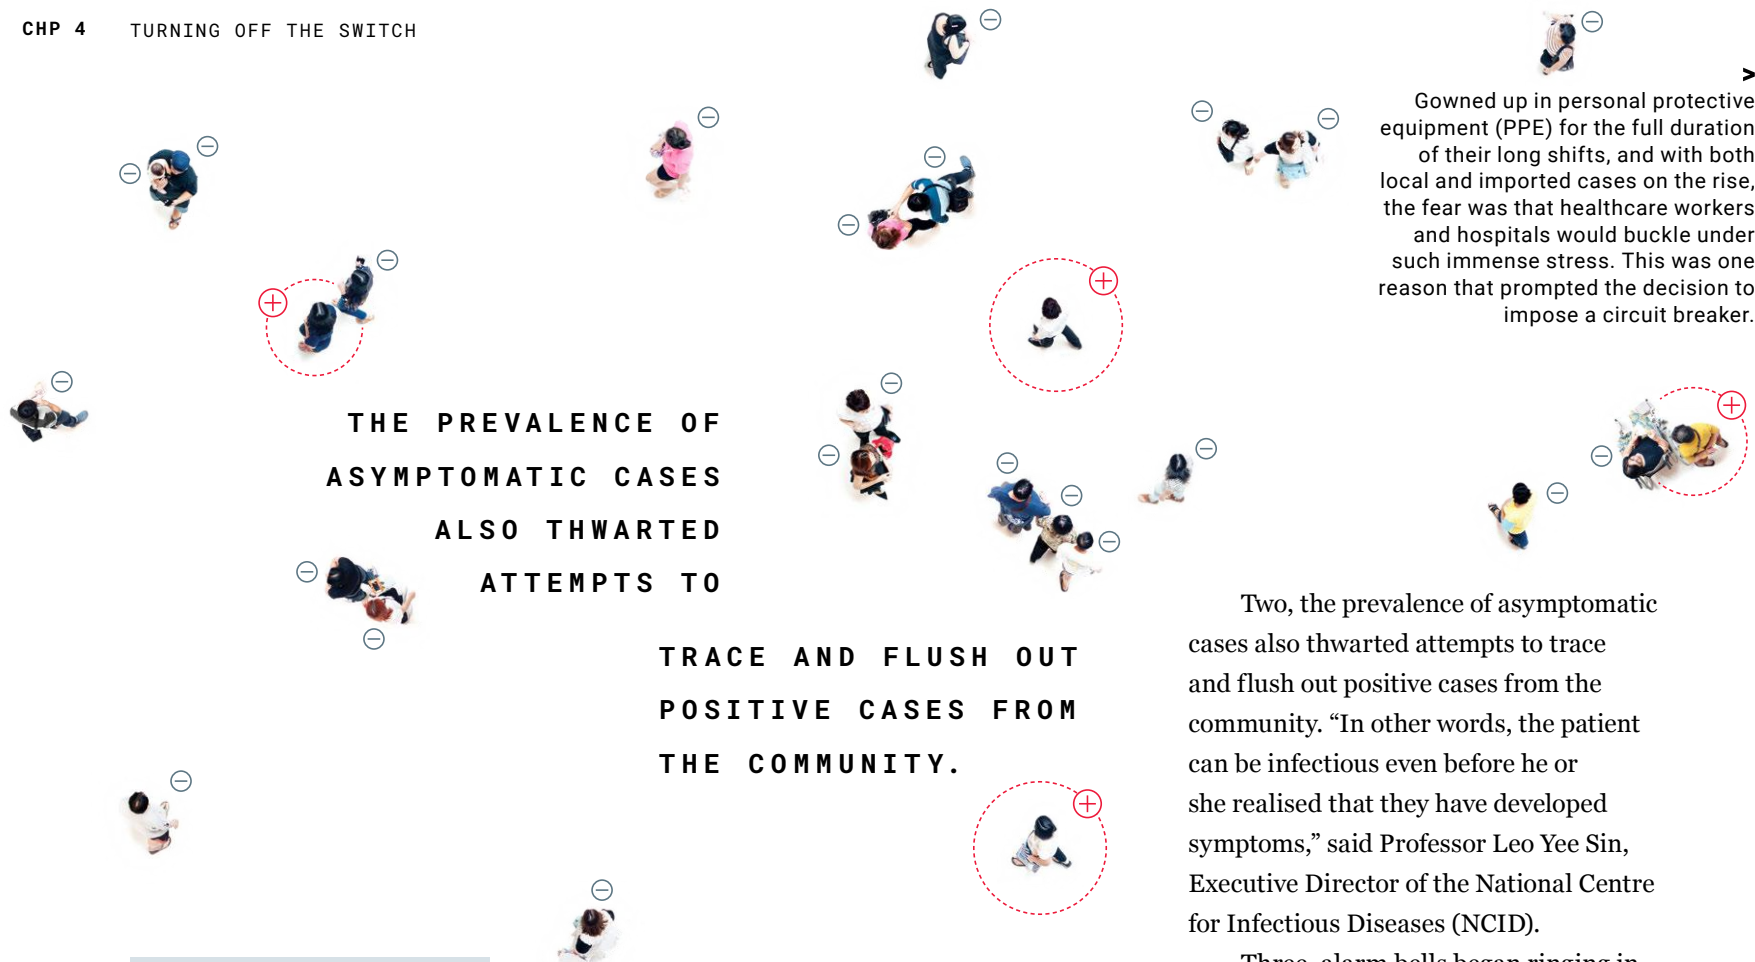 CHP 4 TURNING OFF THE SWITCH
>
Gowned up in personal protective
equipment (PPE) for the full duration
of their long shifts, and with both
local and imported cases on the rise,
the fear was that healthcare workers
and hospitals would buckle under
such immense stress. This was one
reason that prompted the decision to
impose a circuit breaker.
THE PREVALENCE OF
ASYMPTOMATIC CASES
ALSO THWARTED
ATTEMPTS TO
TRACE AND FLUSH OUT
POSITIVE CASES FROM
THE COMMUNITY.
Two, the prevalence of asymptomatic
cases also thwarted attempts to trace
and flush out positive cases from the
community. “In other words, the patient
can be infectious even before he or
she realised that they have developed
symptoms,” said Professor Leo Yee Sin,
Executive Director of the National Centre
for Infectious Diseases (NCID).
Three, alarm bells began ringing in